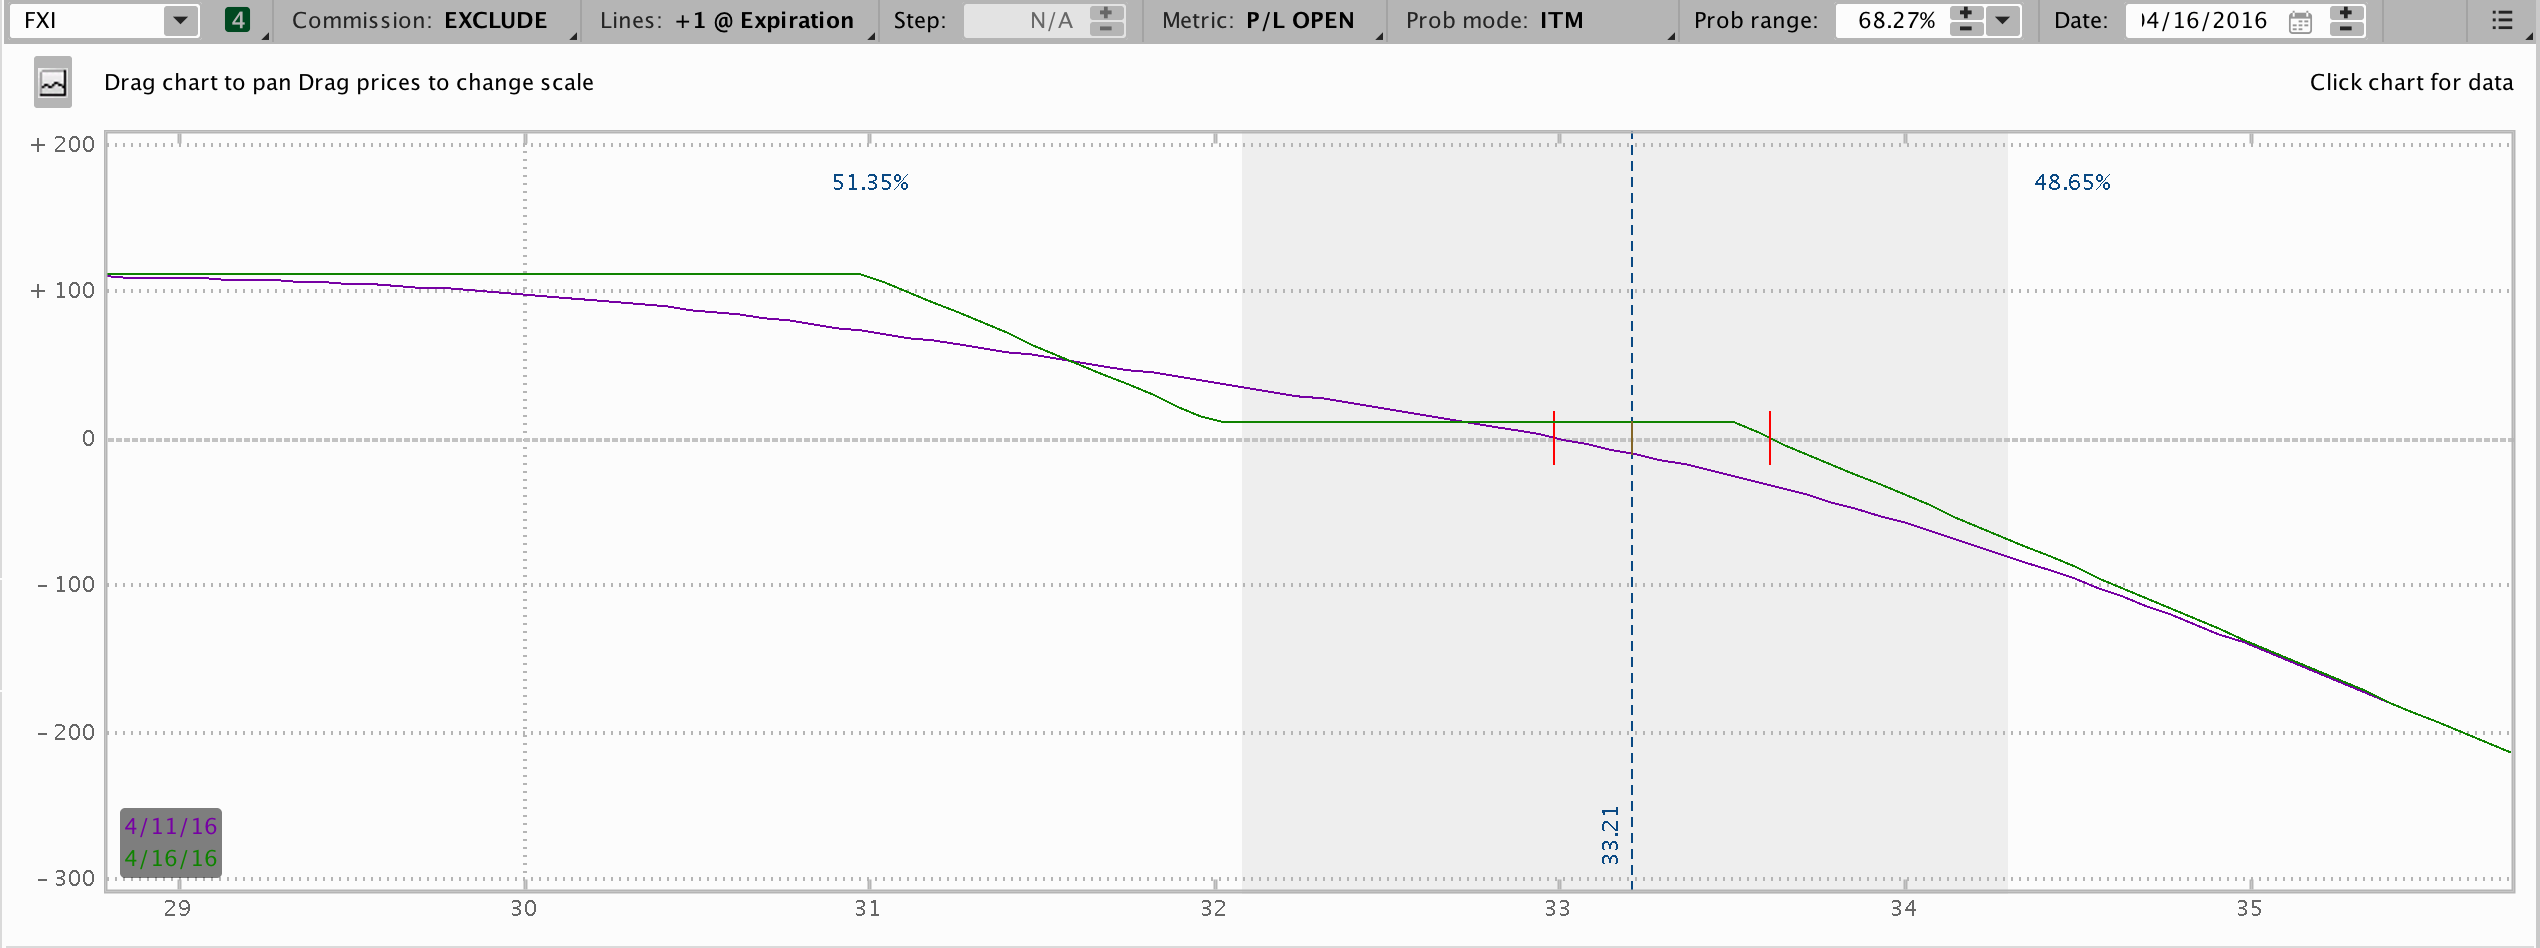 FXI 4 Commission: EXCLUDE Lines: +1 @ Expiration Step: N/A Metric: P/L OPEN Prob mode: ITM Prob range: 68.27% Date: 04/16/2016
Drag chart to pan Drag prices to change scale
Click chart for data
+ 200
51.35%
48.65%
+ 100
0
- 100
- 200
33.21
4/11/16
4/16/16
- 300
29 30 31 32 33 34 35